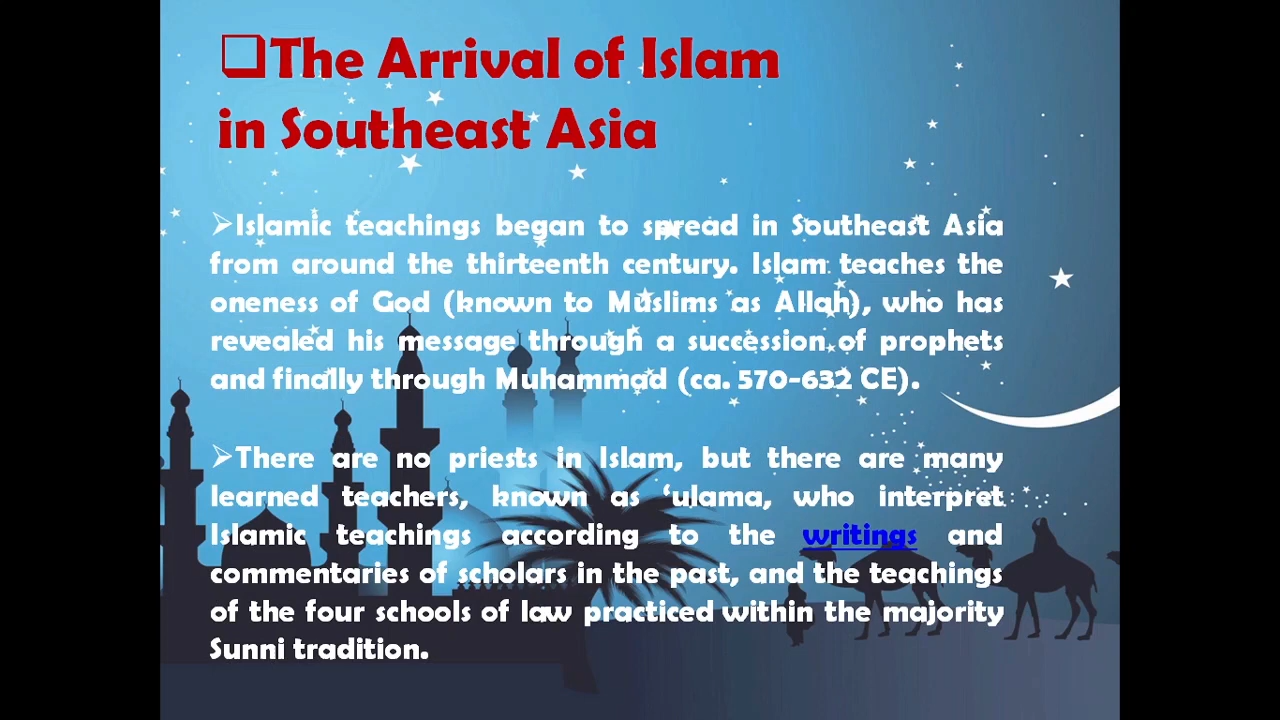 ❑The Arrival of Islam
in Southeast Asia
➢Islamic teachings began to spread in Southeast Asia
from around the thirteenth century. Islam teaches the
oneness of God (known to Muslims as Allah), who has
revealed his message through a succession of prophets
and finally through Muhammad (ca. 570-632 CE).
➢There are no priests in Islam, but there are many
learned teachers, known as ‘ulama, who interpret
Islamic teachings according to the writings and
commentaries of scholars in the past, and the teachings
of the four schools of law practiced within the majority
Sunni tradition.